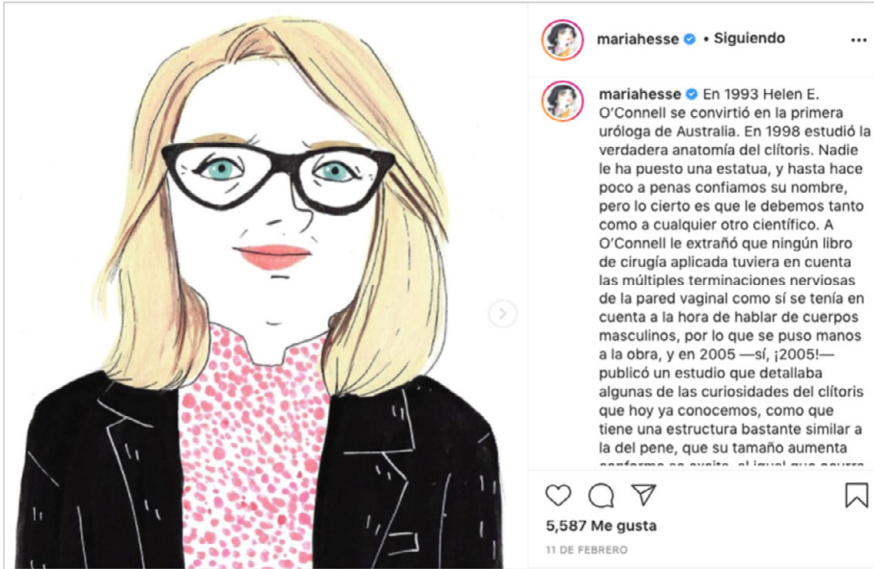 mariahesse • Siguiendo
mariahesse En 1993 Helen E.
O'Connell se convirtió en la primera
uróloga de Australia. En 1998 estudió la
verdadera anatomía del clítoris. Nadie
le ha puesto una estatua, y hasta hace
poco a penas confiamos su nombre,
pero lo cierto es que le debemos tanto
como a cualquier otro científico. A
O'Connell le extrañó que ningún libro
de cirugía aplicada tuviera en cuenta
las múltiples terminaciones nerviosas
de la pared vaginal como sí se tenía en
cuenta a la hora de hablar de cuerpos
masculinos, por lo que se puso manos
a la obra, y en 2005 —sí, ¡2005!—
publicó un estudio que detallaba
algunas de las curiosidades del clítoris
que hoy ya conocemos, como que
tiene una estructura bastante similar a
la del pene, que su tamaño aumenta
5,587 Me gusta
11 DE FEBRERO